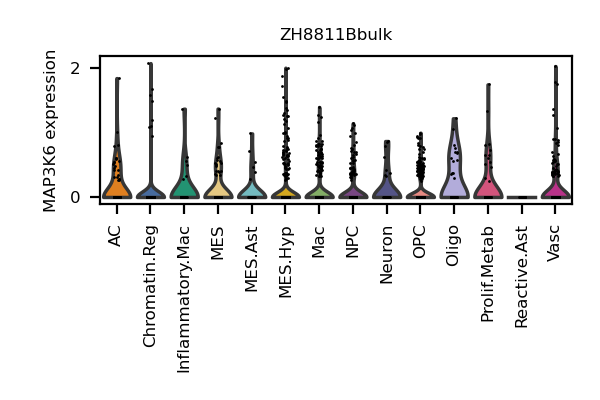 ZH8811Bbulk
MAP3K6 expression
2
0
AC
Chromatin.Reg
Inflammatory.Mac
MES
MES.Ast
MES.Hyp
Mac
NPC
Neuron
OPC
Oligo
Prolif.Metab
Reactive.Ast
Vasc